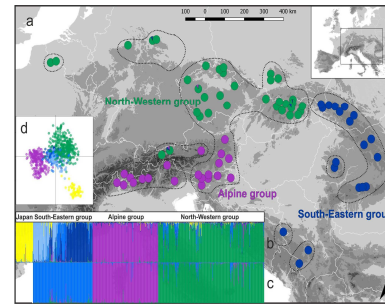 a
100 0 100 200 300 400 km
North-Western group
d
Alpine group
South-Eastern group
Japan South-Eastern group Alpine group North-Western group
b
c